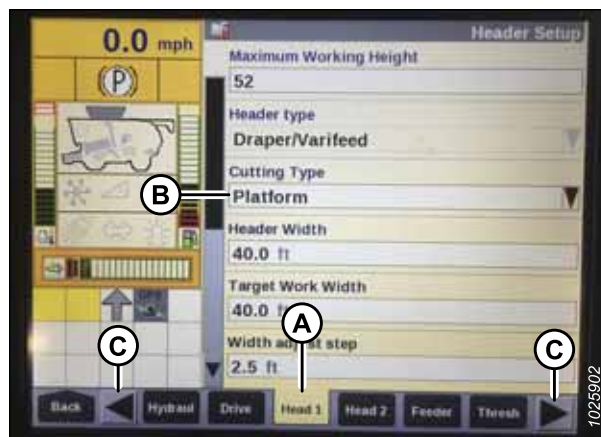 0.0 mph
(P)
Header Setup
Maximum Working Height
52
Header type
Draper/Varifeed
Cutting Type
B
Platform
Header Width
40.0 ft
Target Work Width
40.0 ft
A
Width adjust step
2.5 ft
C
C
Back
Hydraul
Drive
Head 1
Head 2
Feeder
Thresh
1025902